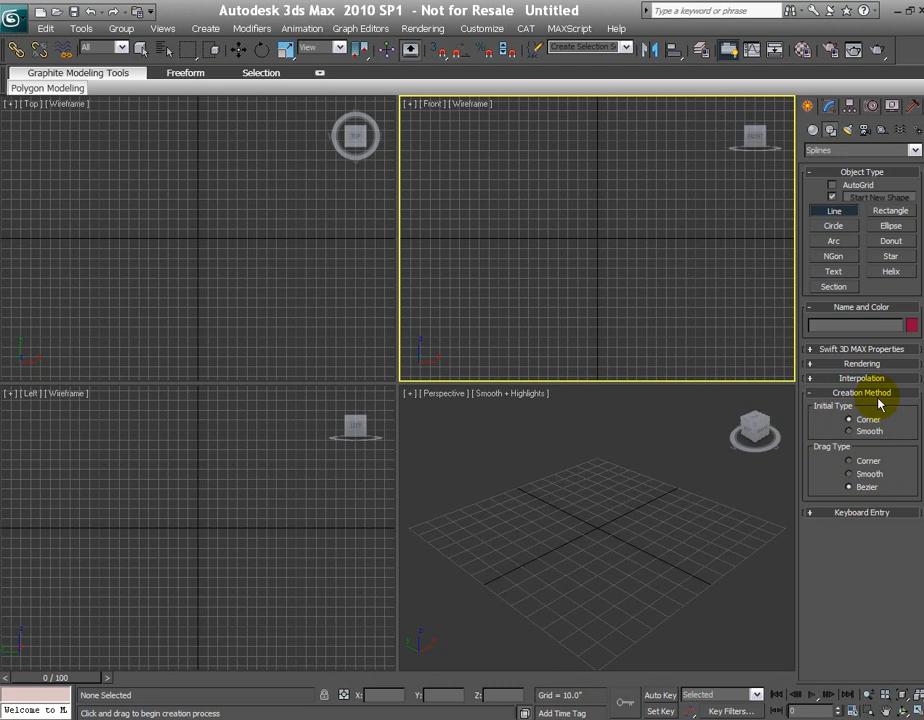 Autodesk 3ds Max 2010 SP1 - Not for Resale Untitled
Type a keyword or phrase
Edit Tools Group Views Create Modifiers Animation Graph Editors Rendering Customize CAT MAXScript Help
All
View
Create Selection Se
Graphite Modeling Tools Freeform Selection
Polygon Modeling
[ + ] [ Top ] [ Wireframe ]
[ + ] [ Front ] [ Wireframe ]
TOP
FRONT
Splines
- Object Type
AutoGrid
Start New Shape
Line Rectangle
Circle Ellipse
Arc Donut
NGon Star
Text Helix
Section
- Name and Color
+ Swift 3D MAX Properties
+ Rendering
+ Interpolation
- Creation Method
Initial Type
Corner
Smooth
Drag Type
Corner
Smooth
Bezier
+ Keyboard Entry
[ + ] [ Left ] [ Wireframe ]
[ + ] [ Perspective ] [ Smooth + Highlights ]
LEFT
< 0 / 100 >
None Selected
X: Y: Z:
Grid = 10.0"
Auto Key
Selected
Welcome to M
Click and drag to begin creation process
Add Time Tag
Set Key
Key Filters...
0